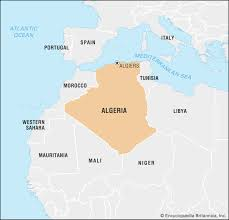 ATLANTIC
OCEAN
FRANCE
ITALY
PORTUGAL
SPAIN
MEDITERRANEAN SEA
ALGIERS
TUNISIA
MOROCCO
ALGERIA
LIBYA
WESTERN
SAHARA
MAURITANIA
MALI
NIGER
© Encyclopædia Britannica, Inc.